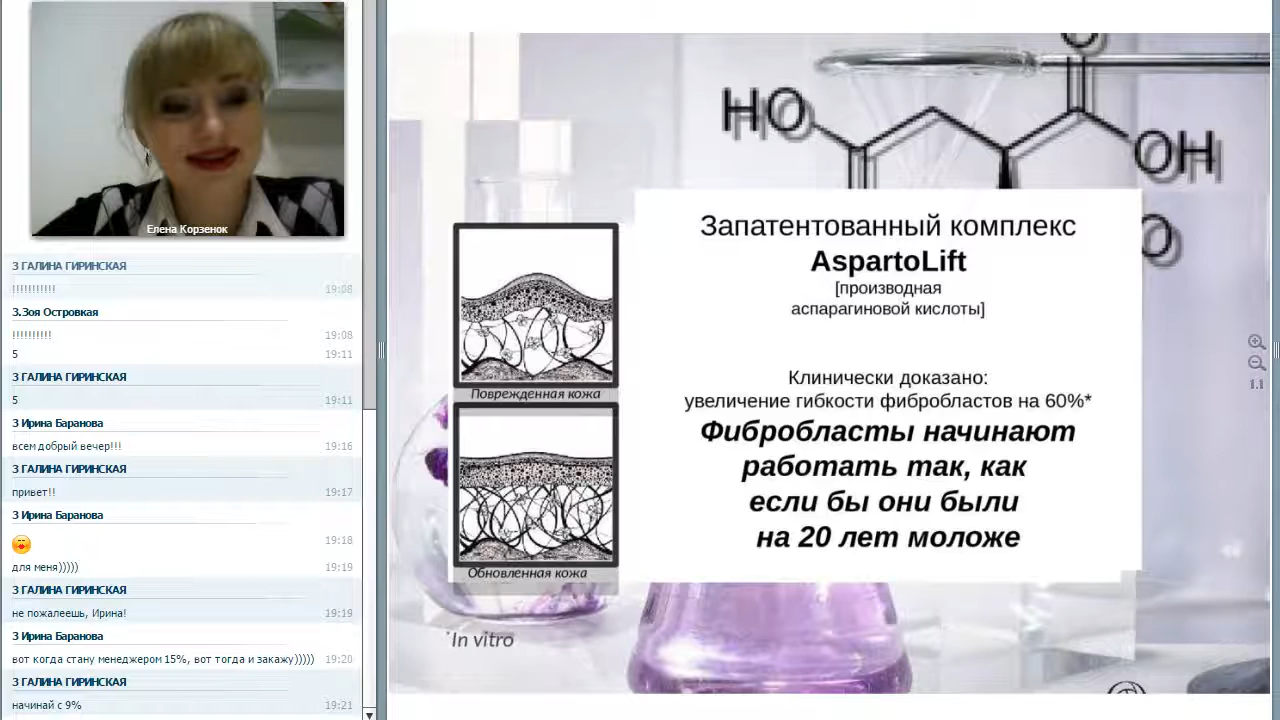 Елена Корзенок
3 ГАЛИНА ГИРИНСКАЯ
!!!!!!!!!!! 19:08
3.Зоя Островкая
!!!!!!!!!! 19:08
5 19:11
3 ГАЛИНА ГИРИНСКАЯ
5 19:11
3 Ирина Баранова
всем добрый вечер!!! 19:16
3 ГАЛИНА ГИРИНСКАЯ
привет!! 19:17
3 Ирина Баранова
19:18
для меня))))) 19:19
3 ГАЛИНА ГИРИНСКАЯ
не пожалеешь, Ирина! 19:19
3 Ирина Баранова
вот когда стану менеджером 15%, вот тогда и закажу))))) 19:20
3 ГАЛИНА ГИРИНСКАЯ
начинай с 9% 19:21
HO
O
OH
O
Запатентованный комплекс
AspartoLift
[производная
аспарагиновой кислоты]
Клинически доказано:
увеличение гибкости фибробластов на 60%*
Фибробласты начинают
работать так, как
если бы они были
на 20 лет моложе
Поврежденная кожа
Обновленная кожа
*In vitro
1:1